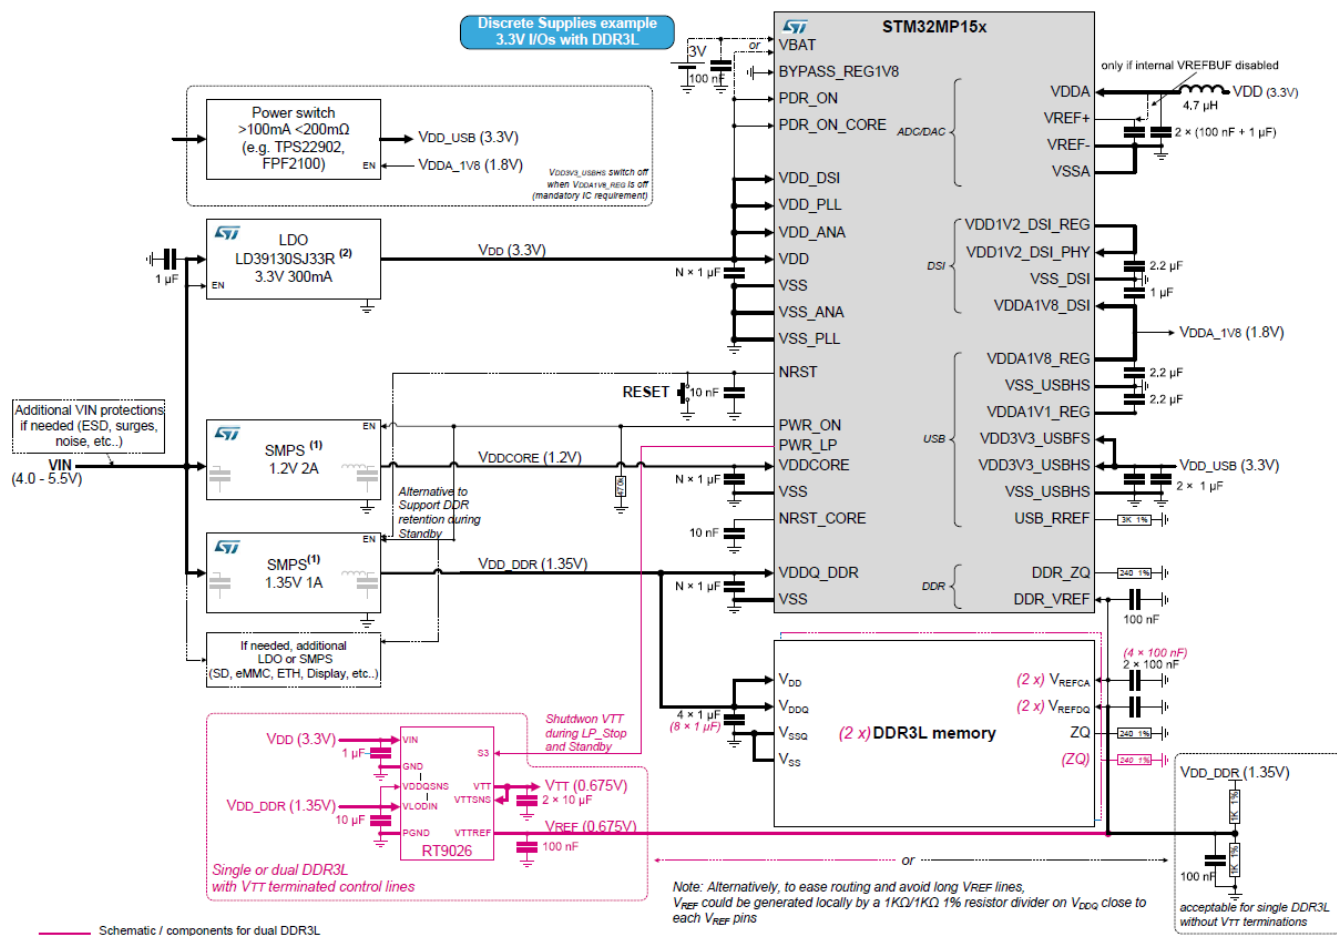 Discrete Supplies example
3.3V I/Os with DDR3L
STM32MP15x
or
3V
100 nF
VBAT
BYPASS_REG1V8
PDR_ON
PDR_ON_CORE
VDD_DSI
VDD_PLL
VDD_ANA
VDD
VSS
VSS_ANA
VSS_PLL
NRST
PWR_ON
PWR_LP
VDDCORE
VSS
NRST_CORE
VDDQ_DDR
VSS
ADC/DAC
DSI
USB
DDR
only if internal VREFBUF disabled
VDDA
VREF+
VREF-
VSSA
4.7 µH
VDD (3.3V)
2 × (100 nF + 1 µF)
VDD1V2_DSI_REG
VDD1V2_DSI_PHY
VSS_DSI
VDDA1V8_DSI
2.2 µF
1 µF
VDDA_1V8 (1.8V)
VDDA1V8_REG
VSS_USBHS
VDDA1V1_REG
2.2 µF
2.2 µF
VDD3V3_USBFS
VDD3V3_USBHS
VSS_USBHS
USB_RREF
VDD_USB (3.3V)
2 × 1 µF
3K 1%
DDR_ZQ
DDR_VREF
240 1%
100 nF
Power switch
>100mA <200mΩ
(e.g. TPS22902,
FPF2100)
EN
VDD_USB (3.3V)
VDDA_1V8 (1.8V)
VDD3V3_USBHS switch off
when VDDA1V8_REG is off
(mandatory IC requirement)
LDO
LD39130SJ33R (2)
3.3V 300mA
EN
1 µF
VDD (3.3V)
N × 1 µF
RESET
10 nF
Additional VIN protections
if needed (ESD, surges,
noise, etc..)
VIN
(4.0 - 5.5V)
SMPS (1)
1.2V 2A
EN
VDDCORE (1.2V)
470k
N × 1 µF
Alternative to
Support DDR
retention during
Standby
10 nF
SMPS(1)
1.35V 1A
EN
VDD_DDR (1.35V)
N × 1 µF
If needed, additional
LDO or SMPS
(SD, eMMC, ETH, Display, etc..)
VDD
VDDQ
VSSQ
VSS
4 × 1 µF
(8 × 1 µF)
(2 x) DDR3L memory
(2 x) VREFCA
(2 x) VREFDQ
ZQ
(ZQ)
(4 × 100 nF)
2 × 100 nF
240 1%
240 1%
Shutdwon VTT
during LP_Stop
and Standby
VDD (3.3V)
1 µF
VDD_DDR (1.35V)
10 µF
VIN
GND
VDDQSNS
VLODIN
PGND
S3
VTT
VTTSNS
VTTREF
RT9026
VTT (0.675V)
2 × 10 µF
VREF (0.675V)
100 nF
Single or dual DDR3L
with VTT terminated control lines
or
VDD_DDR (1.35V)
1K 1%
1K 1%
100 nF
acceptable for single DDR3L
without VTT terminations
Note: Alternatively, to ease routing and avoid long VREF lines,
VREF could be generated locally by a 1KΩ/1KΩ 1% resistor divider on VDDQ close to
each VREF pins
Schematic / components for dual DDR3L